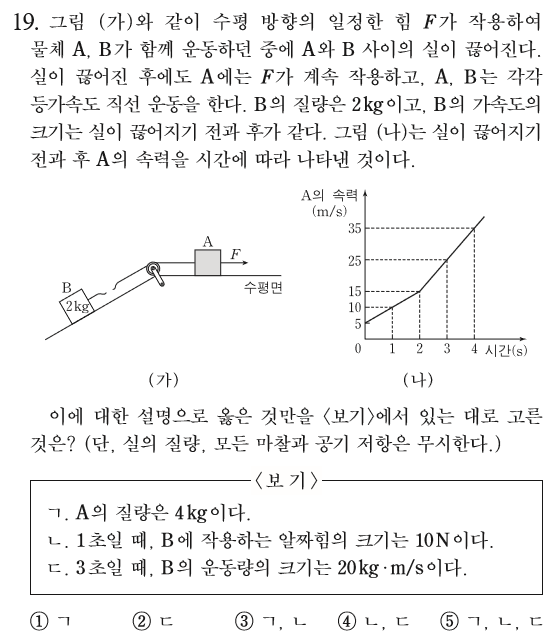 19. 그림 (가)와 같이 수평 방향의 일정한 힘 F가 작용하여
물체 A, B가 함께 운동하던 중에 A와 B 사이의 실이 끊어진다.
실이 끊어진 후에도 A에는 F가 계속 작용하고, A, B는 각각
등가속도 직선 운동을 한다. B의 질량은 2kg이고, B의 가속도의
크기는 실이 끊어지기 전과 후가 같다. 그림 (나)는 실이 끊어지기
전과 후 A의 속력을 시간에 따라 나타낸 것이다.
A
F
B
2kg
수평면
(가)
A의 속력
(m/s)
35
25
15
10
5
0 1 2 3 4 시간(s)
(나)
이에 대한 설명으로 옳은 것만을 〈보기〉에서 있는 대로 고른
것은? (단, 실의 질량, 모든 마찰과 공기 저항은 무시한다.)
〈보 기〉
ㄱ. A의 질량은 4kg이다.
ㄴ. 1초일 때, B에 작용하는 알짜힘의 크기는 10N이다.
ㄷ. 3초일 때, B의 운동량의 크기는 20kg·m/s이다.
① ㄱ ② ㄷ ③ ㄱ, ㄴ ④ ㄴ, ㄷ ⑤ ㄱ, ㄴ, ㄷ